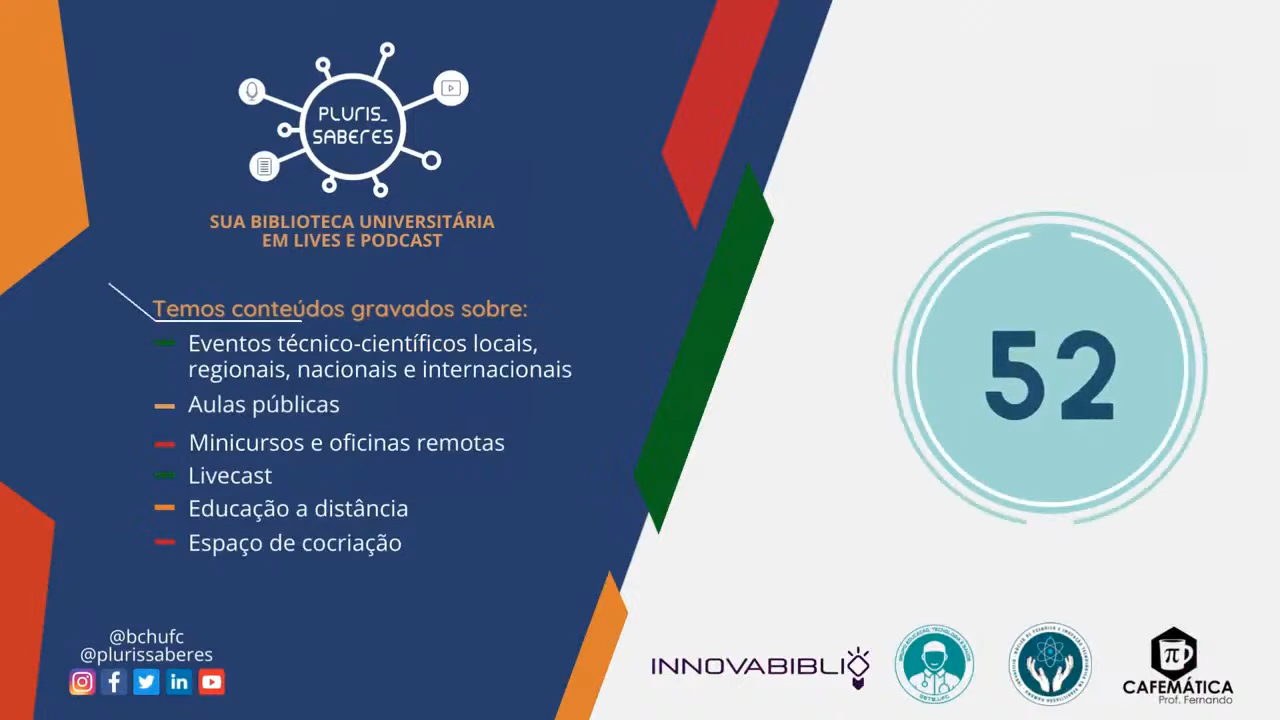 PLURIS_
SABERES
SUA BIBLIOTECA UNIVERSITÁRIA
EM LIVES E PODCAST
Temos conteúdos gravados sobre:
Eventos técnico-científicos locais,
regionais, nacionais e internacionais
Aulas públicas
Minicursos e oficinas remotas
Livecast
Educação a distância
Espaço de cocriação
@bchufc
@plurissaberes
52
INNOVABIBLIO
CAFEMÁTICA
Prof. Fernando